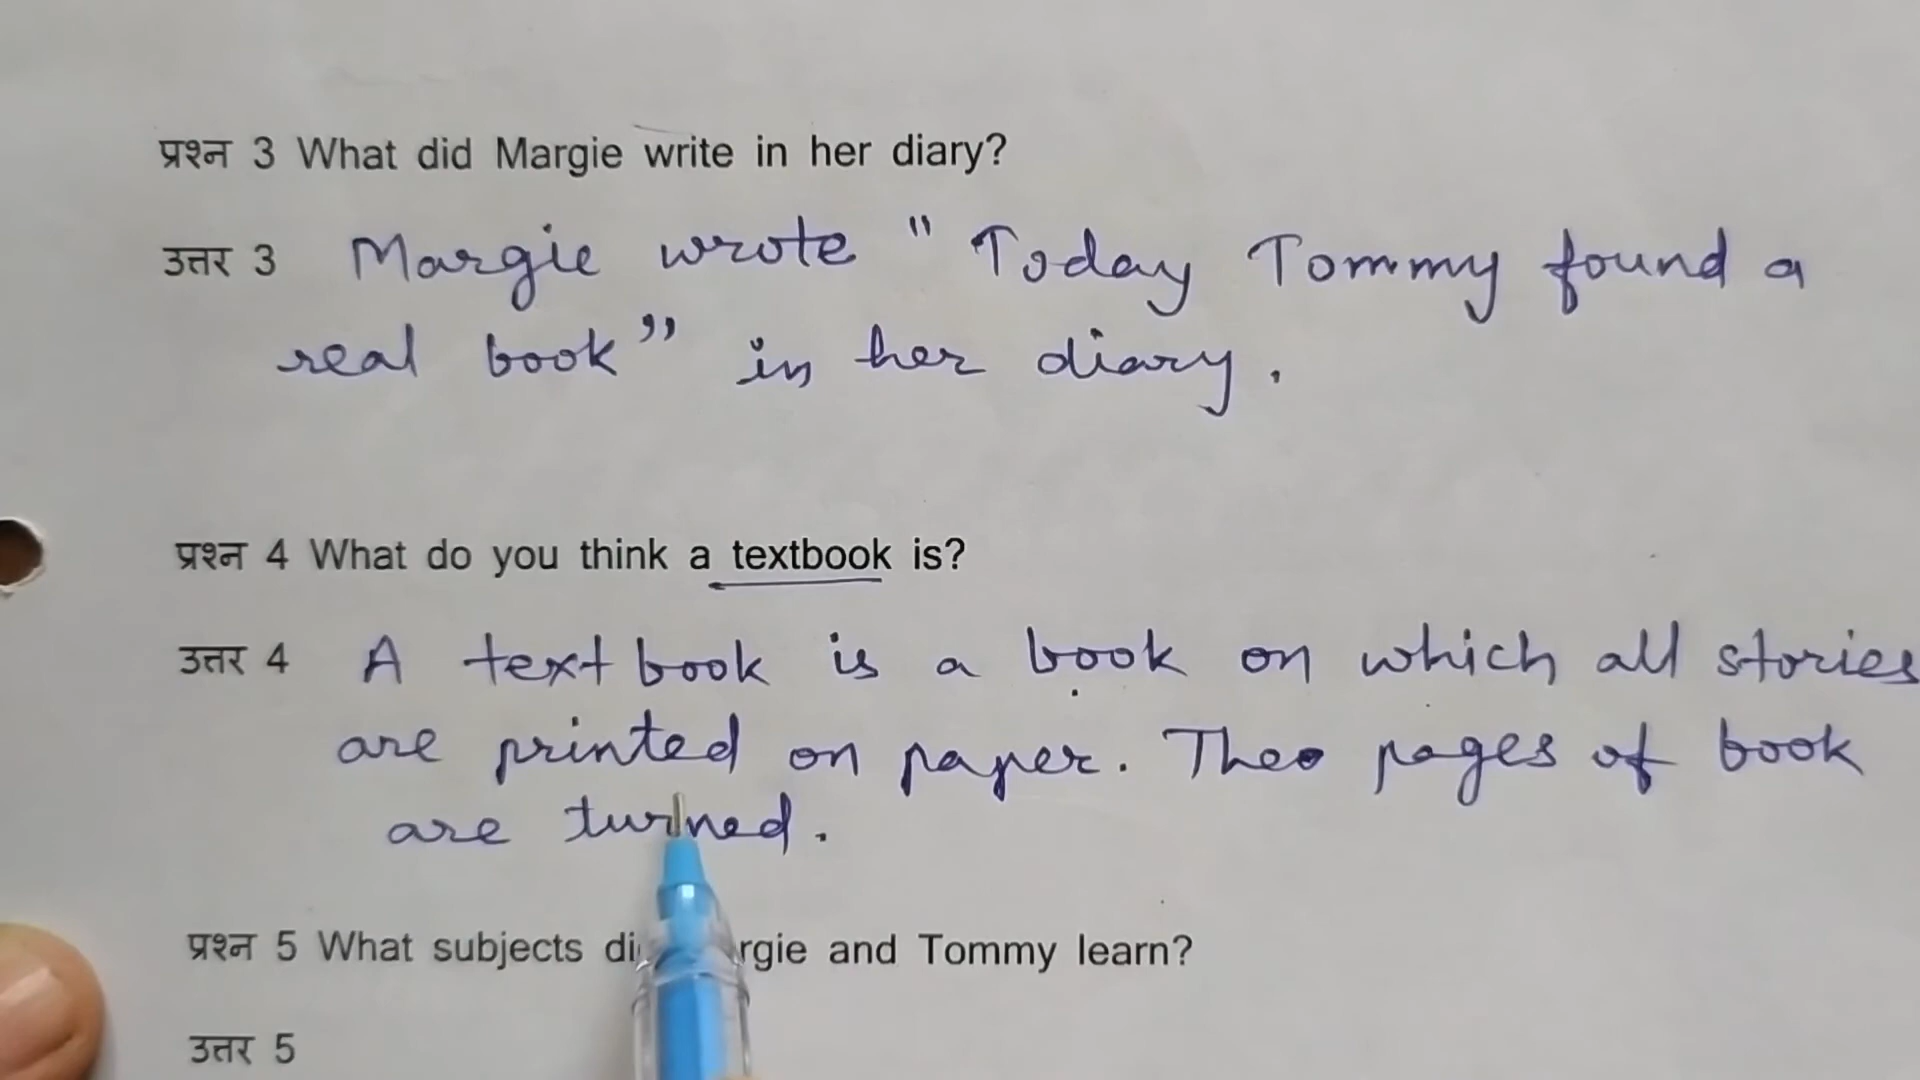 प्रश्न 3 What did Margie write in her diary?
उत्तर 3 Margie wrote "Today Tommy found a
real book" in her diary.
प्रश्न 4 What do you think a textbook is?
उत्तर 4 A text book is a book on which all stories
are printed on paper. The pages of book
are turned.
प्रश्न 5 What subjects di rgie and Tommy learn?
उत्तर 5